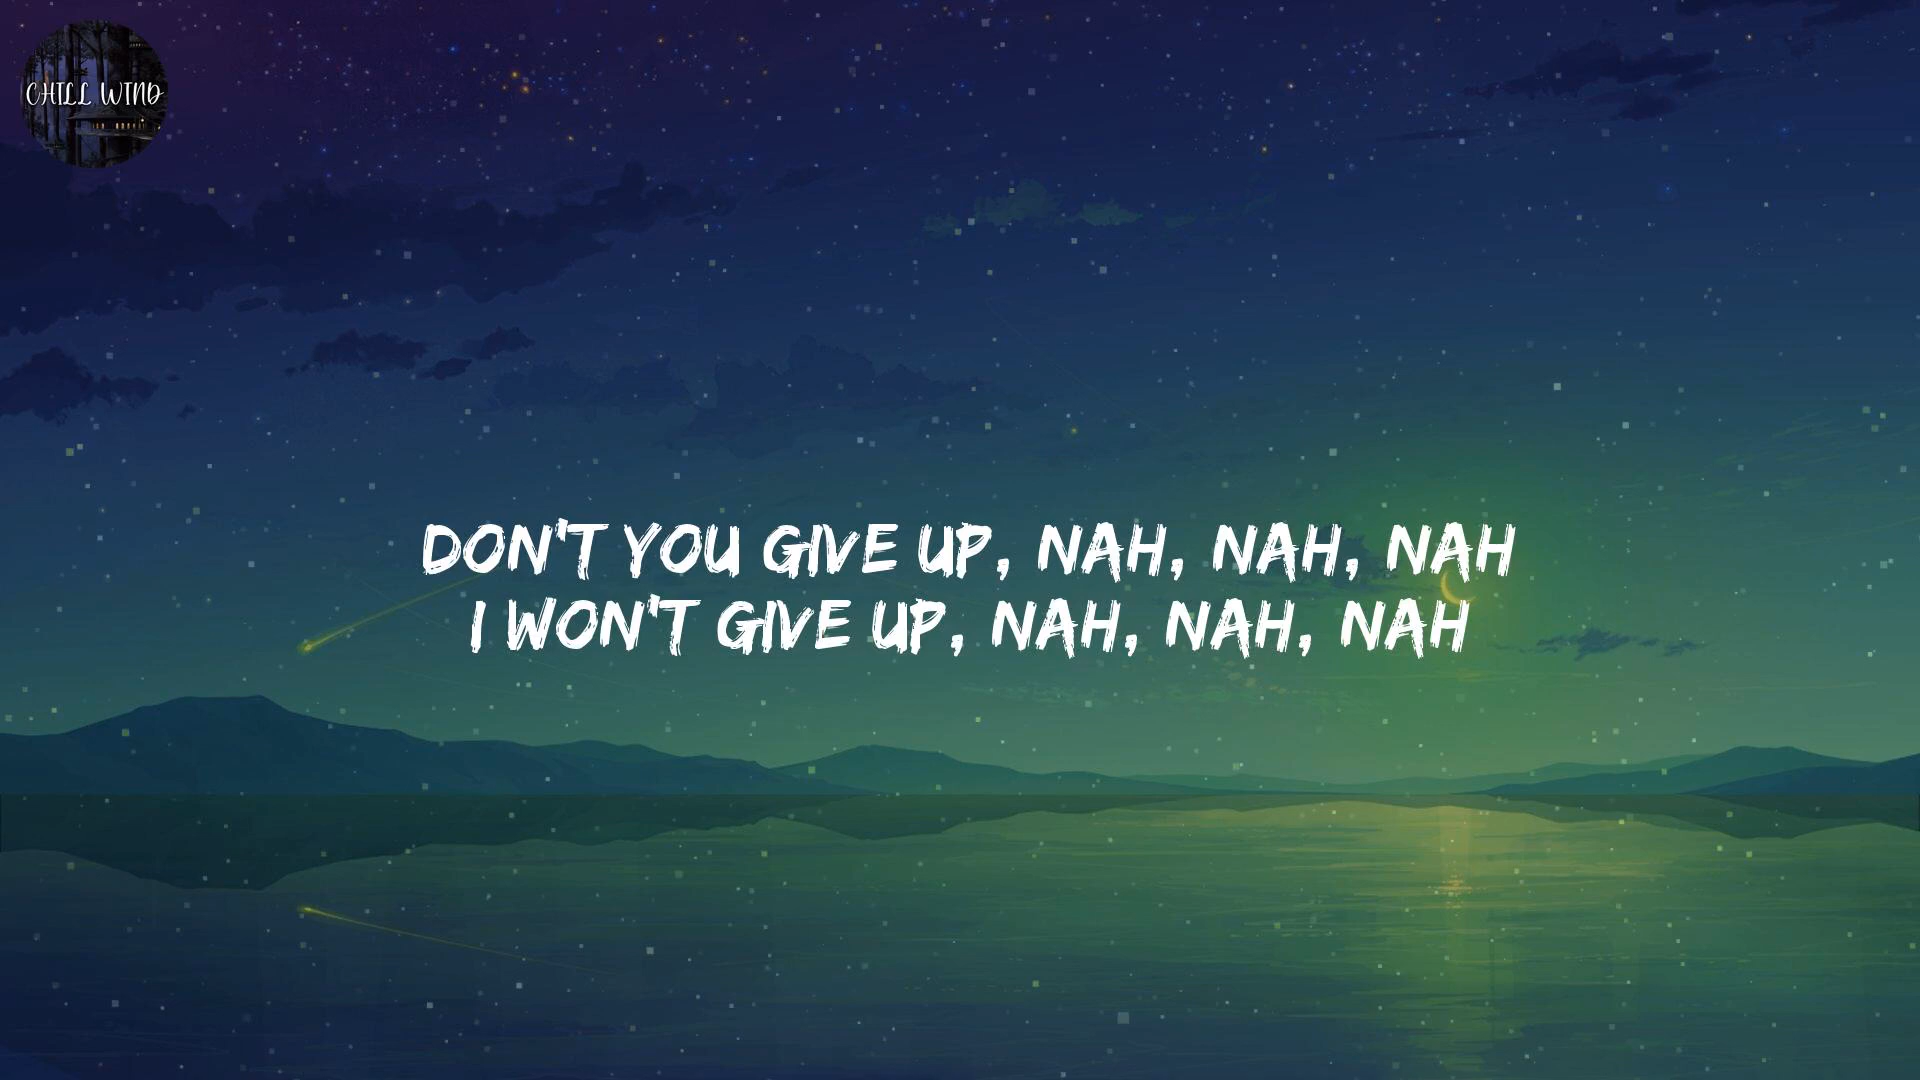 CHILL WIND
DON'T YOU GIVE UP, NAH, NAH, NAH
I WON'T GIVE UP, NAH, NAH, NAH